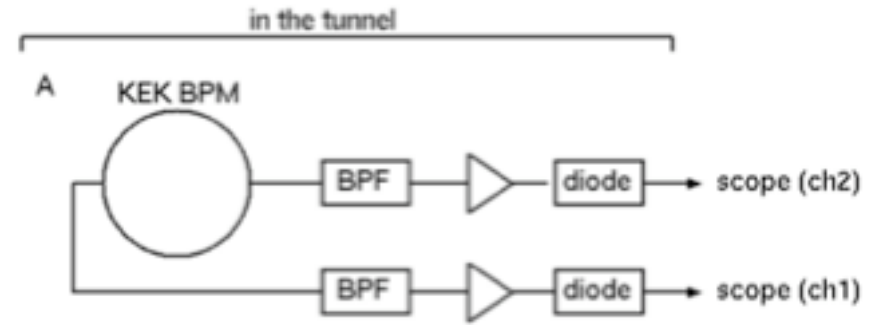 in the tunnel
A
KEK BPM
BPF
diode
scope (ch2)
BPF
diode
scope (ch1)